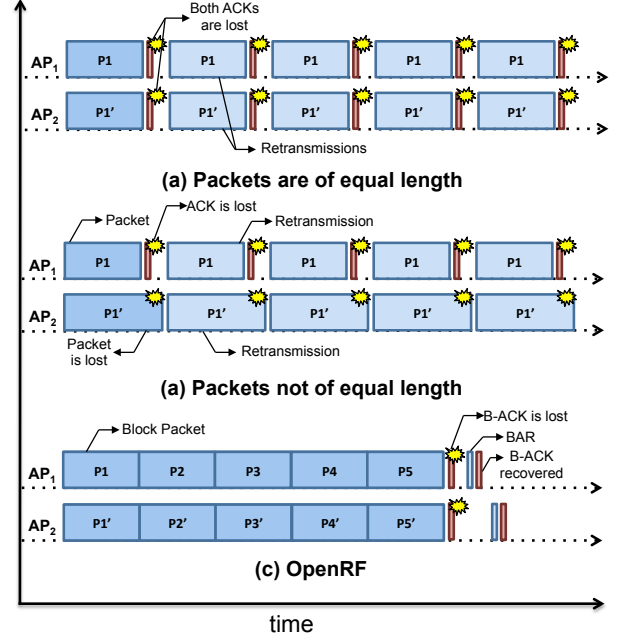 Both ACKs
are lost
AP1 P1 P1 P1 P1 P1
AP2 P1' P1' P1' P1' P1'
Retransmissions
(a) Packets are of equal length
Packet ACK is lost Retransmission
AP1 P1 P1 P1 P1 P1
AP2 P1' P1' P1' P1' P1'
Packet
is lost
Retransmission
(a) Packets not of equal length
Block Packet
B-ACK is lost
BAR
B-ACK
recovered
AP1 P1 P2 P3 P4 P5
AP2 P1' P2' P3' P4' P5'
(c) OpenRF
time